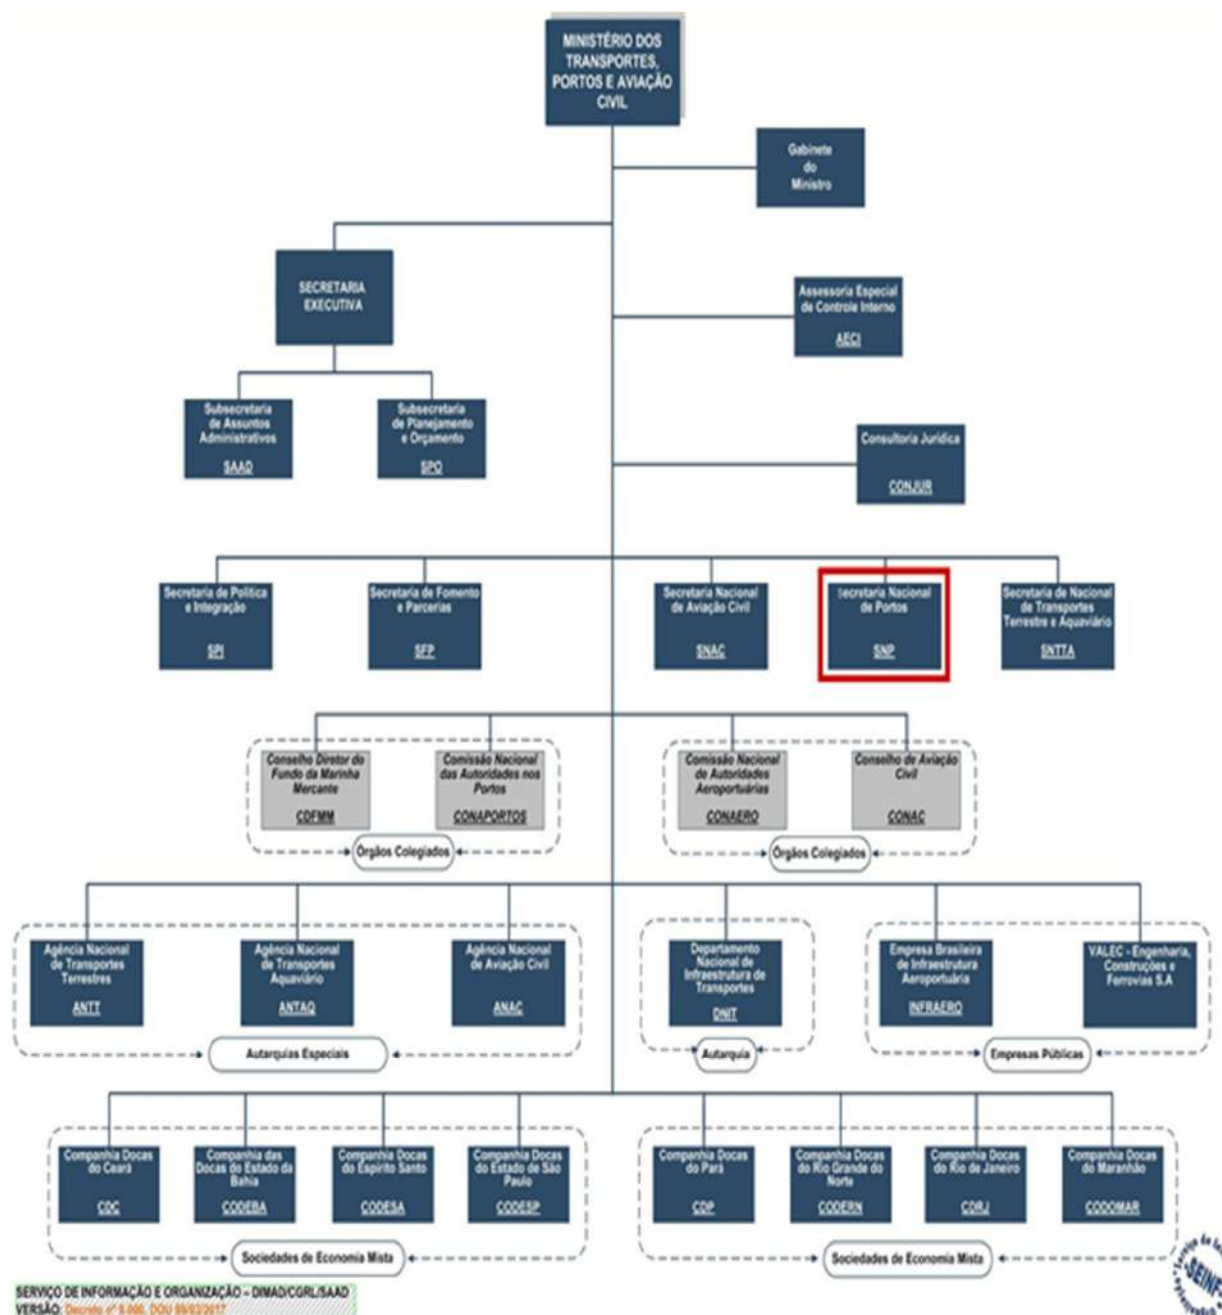 MINISTÉRIO DOS
TRANSPORTES,
PORTOS E AVIAÇÃO
CIVIL
Gabinete
do
Ministro
SECRETARIA
EXECUTIVA
Assessoria Especial
de Controle Interno
AECI
Subsecretaria
de Assuntos
Administrativos
SAAD
Subsecretaria
de Planejamento
e Orçamento
SPO
Consultoria Jurídica
CONJUR
Secretaria de Política
e Integração
SPI
Secretaria de Fomento
e Parcerias
SFP
Secretaria Nacional
de Aviação Civil
SNAC
Secretaria Nacional
de Portos
SNP
Secretaria de Nacional
de Transportes
Terrestre e Aquaviário
SNTTA
Conselho Diretor do
Fundo da Marinha
Mercante
CDFMM
Comissão Nacional
das Autoridades nos
Portos
CONAPORTOS
Órgãos Colegiados
Comissão Nacional
de Autoridades
Aeroportuárias
CONAERO
Conselho de Aviação
Civil
CONAC
Órgãos Colegiados
Agência Nacional
de Transportes
Terrestres
ANTT
Agência Nacional
de Transportes
Aquaviário
ANTAQ
Agência Nacional
de Aviação Civil
ANAC
Autarquias Especiais
Departamento
Nacional de
Infraestrutura de
Transportes
DNIT
Autarquia
Empresa Brasileira
de Infraestrutura
Aeroportuária
INFRAERO
VALEC - Engenharia,
Construções e
Ferrovias S.A
Empresas Públicas
Companhia Docas
do Ceará
CDC
Companhia das
Docas do Estado da
Bahia
CODEBA
Companhia Docas
do Espírito Santo
CODESA
Companhia Docas
do Estado de São
Paulo
CODESP
Sociedades de Economia Mista
Companhia Docas
do Pará
CDP
Companhia Docas
do Rio Grande do
Norte
CODERN
Companhia Docas
do Rio de Janeiro
CDRJ
Companhia Docas
do Maranhão
CODOMAR
Sociedades de Economia Mista
SERVIÇO DE INFORMAÇÃO E ORGANIZAÇÃO – DIMAD/CGRL/SAAD
VERSÃO: Decreto nº 9.000, DOU 09/03/2017